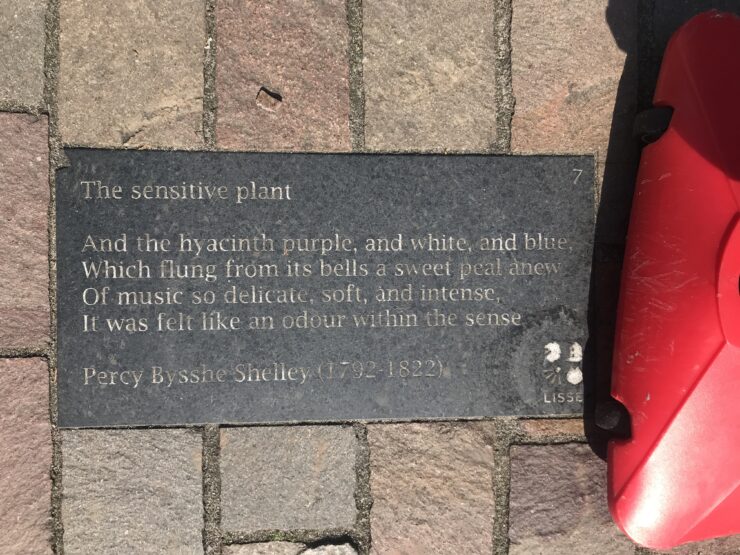 The sensitive plant
7
And the hyacinth purple, and white, and blue,
Which flung from its bells a sweet peal anew
Of music so delicate, soft, and intense,
It was felt like an odour within the sense
Percy Bysshe Shelley (1792-1822)
LISSE